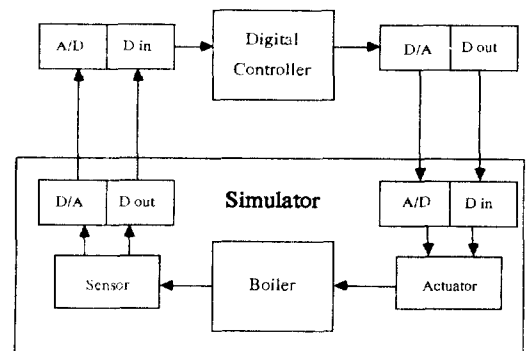 A/D
D in
Digital
Controller
D/A
D out
D/A
D out
Simulator
A/D
D in
Sensor
Boiler
Actuator